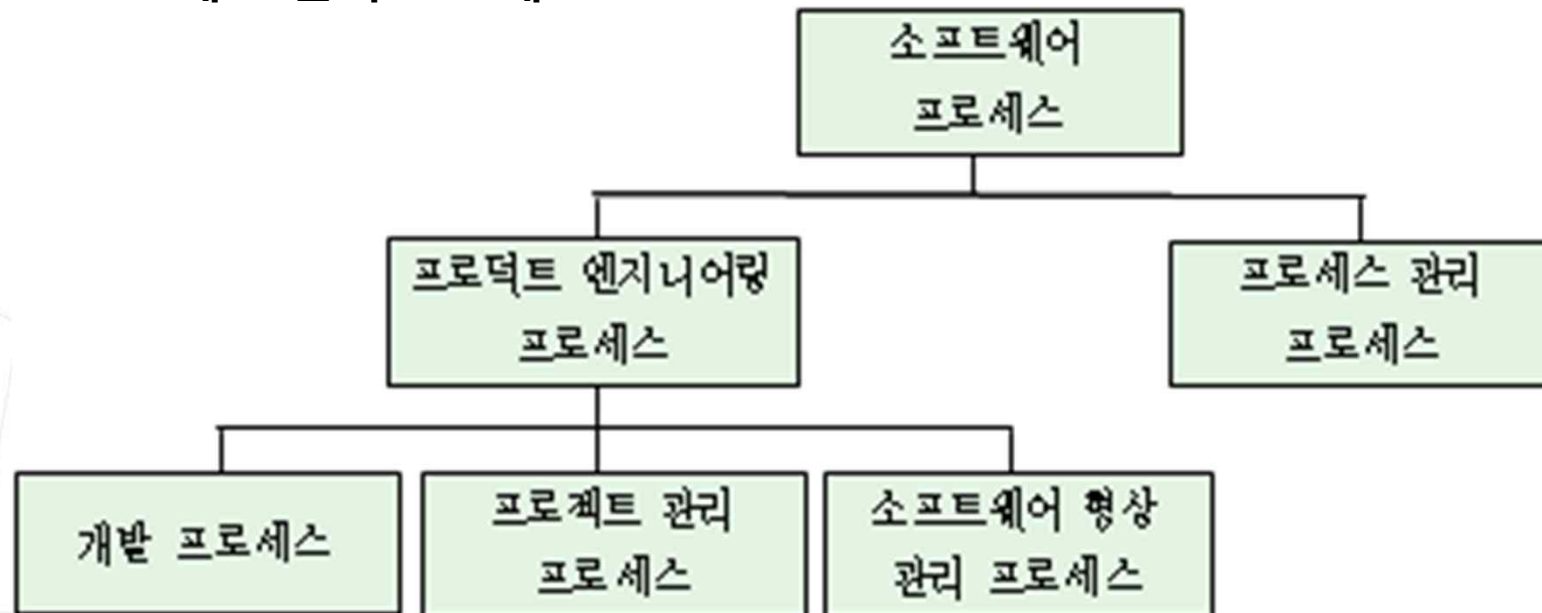 소프트웨어
프로세스
프로덕트 엔지니어링
프로세스
프로세스 관리
프로세스
개발 프로세스
프로젝트 관리
프로세스
소프트웨어 형상
관리 프로세스